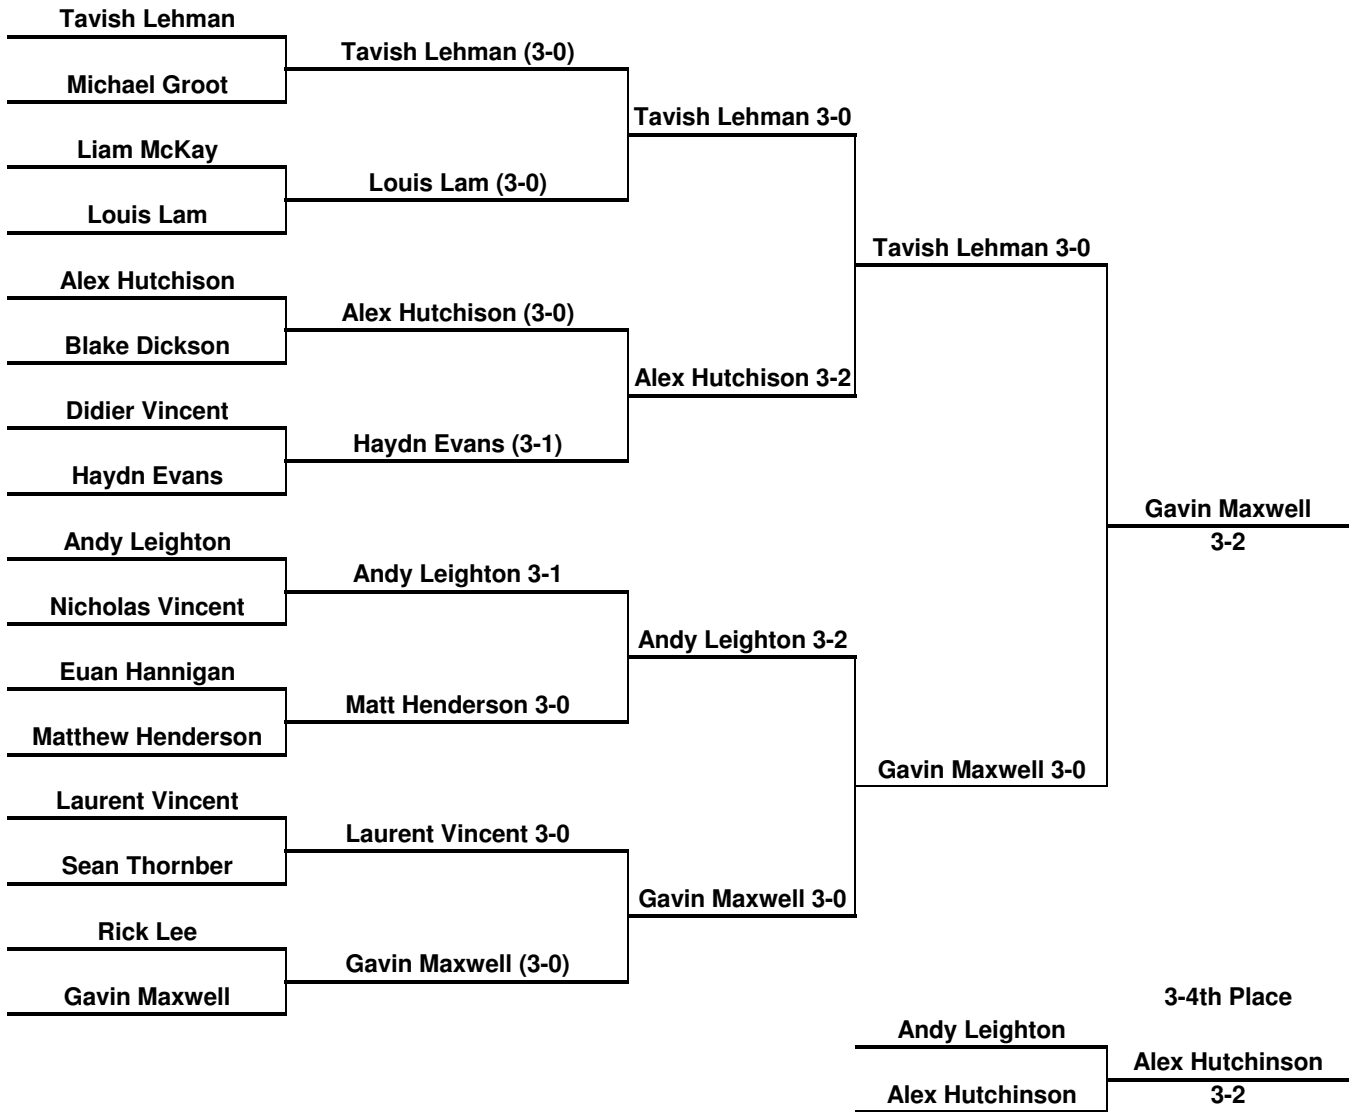 Tavish Lehman
Tavish Lehman (3-0)
Michael Groot
Tavish Lehman 3-0
Liam McKay
Louis Lam (3-0)
Louis Lam
Tavish Lehman 3-0
Alex Hutchison
Alex Hutchison (3-0)
Blake Dickson
Alex Hutchison 3-2
Didier Vincent
Haydn Evans (3-1)
Haydn Evans
Gavin Maxwell
3-2
Andy Leighton
Andy Leighton 3-1
Nicholas Vincent
Andy Leighton 3-2
Euan Hannigan
Matt Henderson 3-0
Matthew Henderson
Gavin Maxwell 3-0
Laurent Vincent
Laurent Vincent 3-0
Sean Thornber
Gavin Maxwell 3-0
Rick Lee
Gavin Maxwell (3-0)
Gavin Maxwell
3-4th Place
Andy Leighton
Alex Hutchinson
Alex Hutchinson
3-2